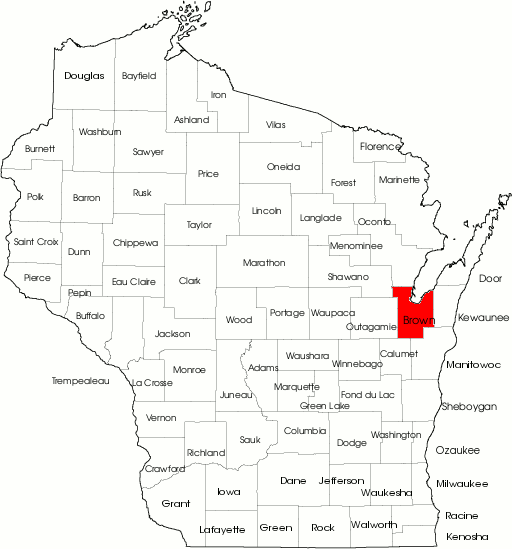 Douglas
Bayfield
Iron
Ashland
Vilas
Washburn
Burnett
Sawyer
Florence
Oneida
Price
Forest
Marinette
Polk
Barron
Rusk
Lincoln
Langlade
Oconto
Taylor
Saint Croix
Dunn
Chippewa
Menominee
Marathon
Pierce
Eau Claire
Clark
Shawano
Door
Pepin
Buffalo
Wood
Portage
Waupaca
Outagamie
Brown
Kewaunee
Jackson
Trempealeau
La Crosse
Monroe
Adams
Waushara
Winnebago
Calumet
Manitowoc
Juneau
Marquette
Green Lake
Fond du Lac
Sheboygan
Vernon
Richland
Sauk
Columbia
Dodge
Washington
Ozaukee
Crawford
Grant
Iowa
Dane
Jefferson
Waukesha
Milwaukee
Lafayette
Green
Rock
Walworth
Racine
Kenosha